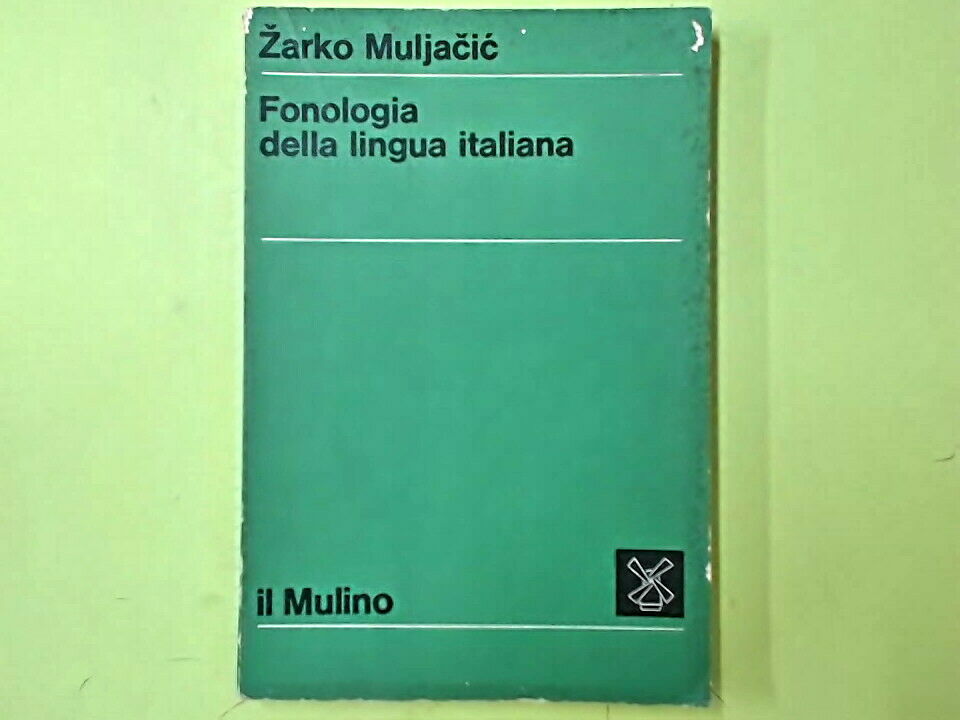 Žarko Muljačić
Fonologia
della lingua italiana
il Mulino